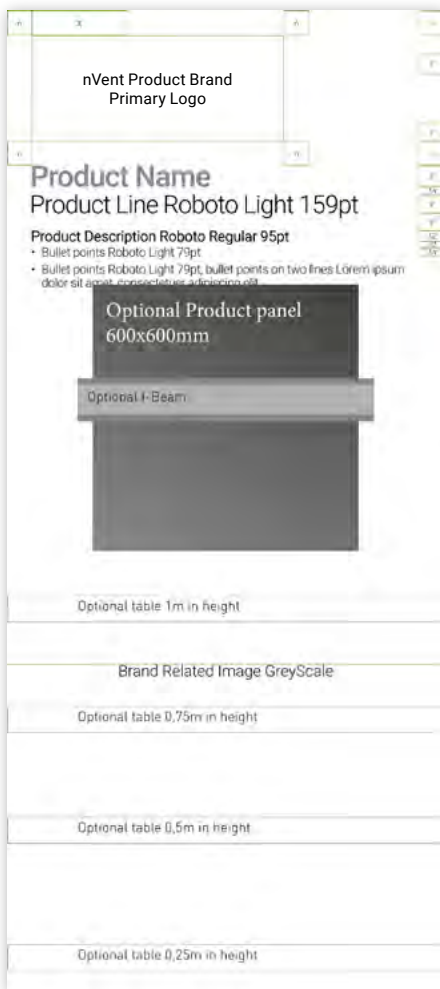 nVent Product Brand
Primary Logo
Product Name
Product Line Roboto Light 159pt
Product Description Roboto Regular 95pt
• Bullet points Roboto Light 79pt
• Bullet points Roboto Light 79pt, bullet points on two lines Lorem ipsum
dolor sit amet, consectetuer adipiscing elit
Optional Product panel
600x600mm
Optional I-Beam
Optional table 1m in height
Brand Related Image GreyScale
Optional table 0,75m in height
Optional table 0,5m in height
Optional table 0,25m in height